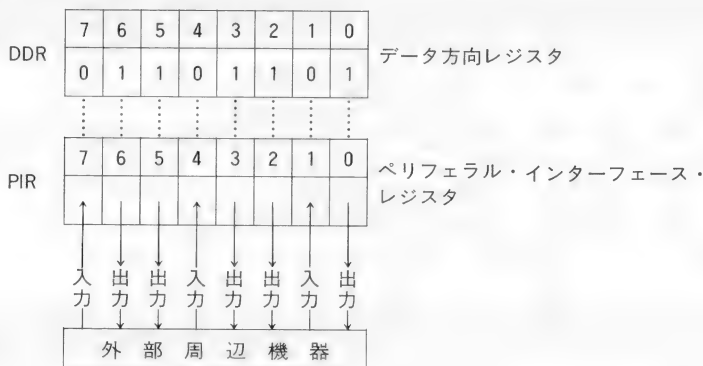 7 6 5 4 3 2 1 0
DDR
0 1 1 0 1 1 0 1
データ方向レジスタ
7 6 5 4 3 2 1 0
PIR
ペリフェラル・インターフェース・
レジスタ
入力 出力 出力 入力 出力 出力 入力 出力
外部周辺機器